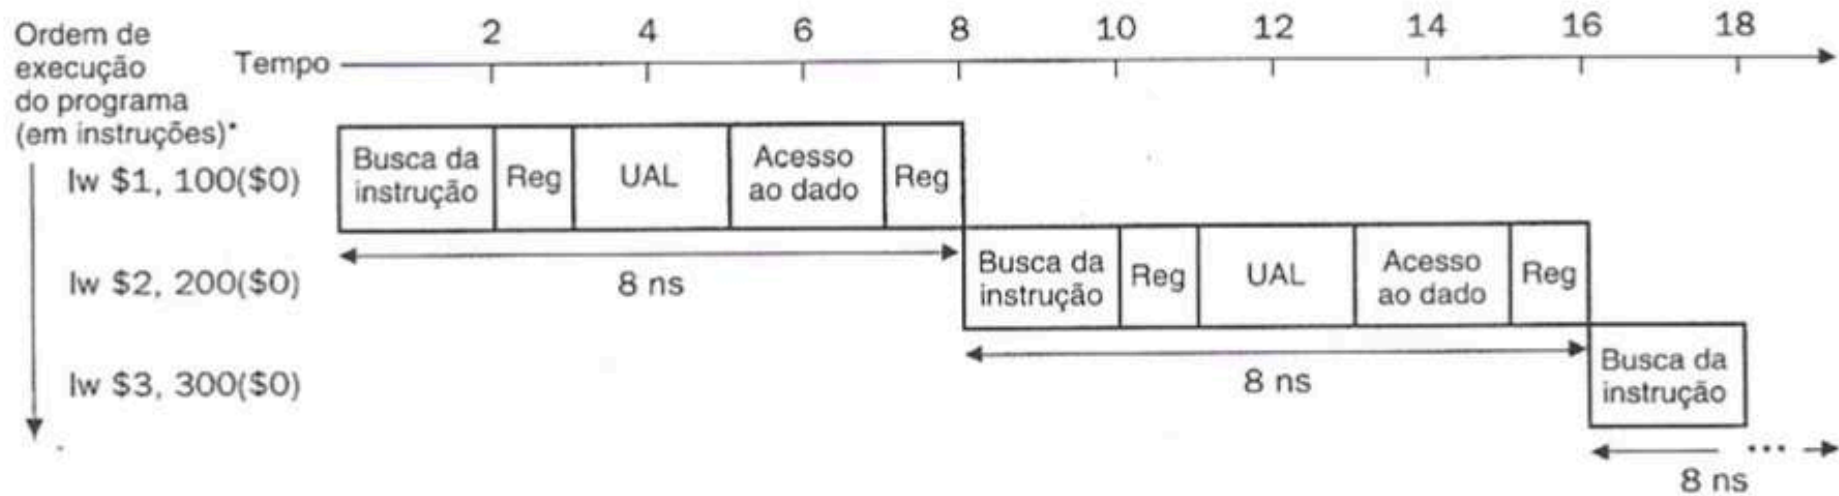 Ordem de
execução
do programa
(em instruções)*
Tempo
2 4 6 8 10 12 14 16 18
lw $1, 100($0)
Busca da
instrução
Reg
UAL
Acesso
ao dado
Reg
8 ns
lw $2, 200($0)
Busca da
instrução
Reg
UAL
Acesso
ao dado
Reg
8 ns
lw $3, 300($0)
Busca da
instrução
...
8 ns